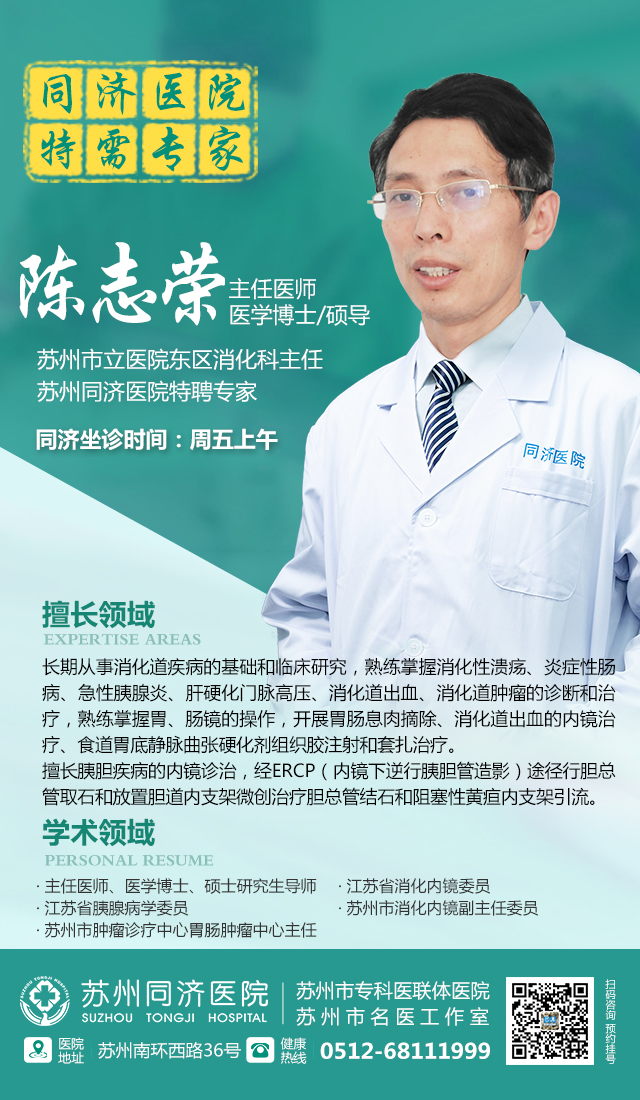 同济医院
特需专家
陈志荣
主任医师
医学博士/硕导
苏州市立医院东区消化科主任
苏州同济医院特聘专家
同济坐诊时间：周五上午
同济医院
擅长领域
EXPERTISE AREAS
长期从事消化道疾病的基础和临床研究，熟练掌握消化性溃疡、炎症性肠
病、急性胰腺炎、肝硬化门脉高压、消化道出血、消化道肿瘤的诊断和治
疗，熟练掌握胃、肠镜的操作，开展胃肠息肉摘除、消化道出血的内镜治
疗、食道胃底静脉曲张硬化剂组织胶注射和套扎治疗。
擅长胰胆疾病的内镜诊治，经ERCP（内镜下逆行胰胆管造影）途径行胆总
管取石和放置胆道内支架微创治疗胆总管结石和阻塞性黄疸内支架引流。
学术领域
PERSONAL RESUME
· 主任医师、医学博士、硕士研究生导师
· 江苏省消化内镜委员
· 江苏省胰腺病学委员
· 苏州市消化内镜副主任委员
· 苏州市肿瘤诊疗中心胃肠肿瘤中心主任
SUZHOU TONGJI HOSPITAL
苏州同济医院
SUZHOU TONGJI HOSPITAL
苏州市专科医联体医院
苏州市名医工作室
扫码咨询 预约挂号
医院
地址
苏州南环西路36号
健康
热线
0512-68111999